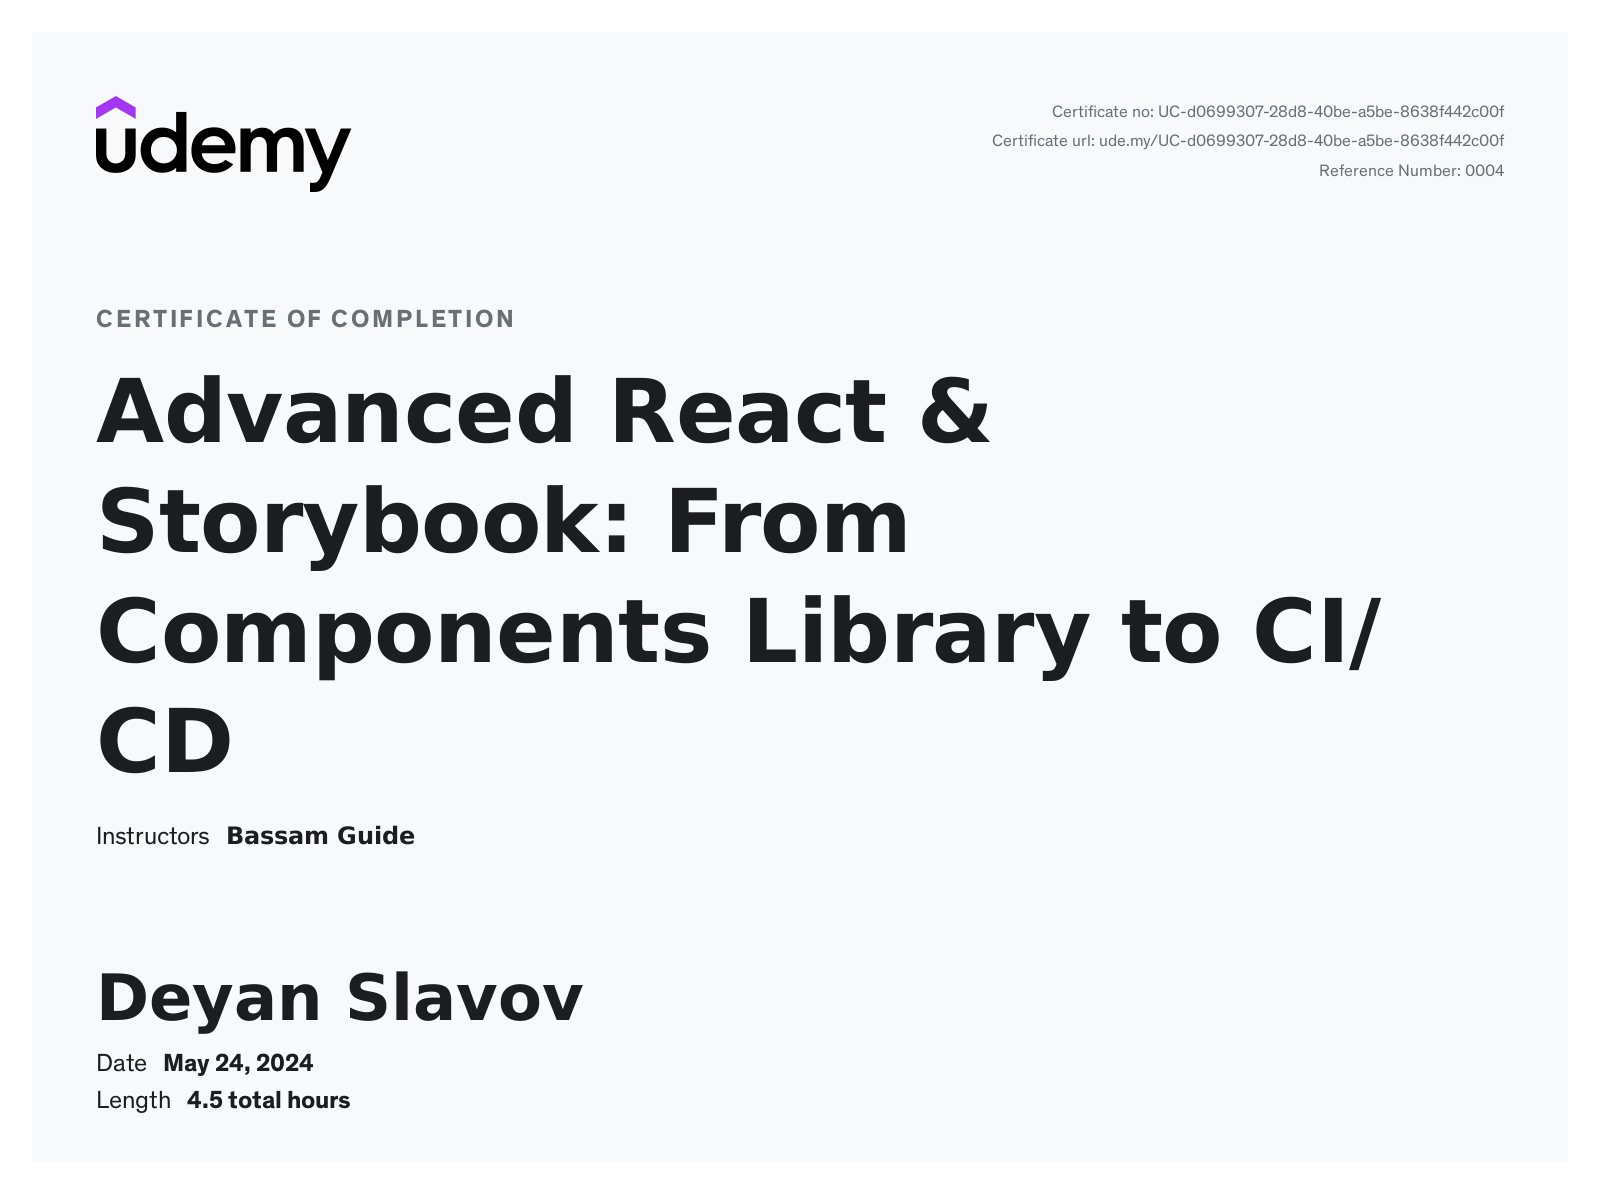 udemy
Certificate no: UC-d0699307-28d8-40be-a5be-8638f442c00f
Certificate url: ude.my/UC-d0699307-28d8-40be-a5be-8638f442c00f
Reference Number: 0004
CERTIFICATE OF COMPLETION
Advanced React &
Storybook: From
Components Library to CI/
CD
Instructors Bassam Guide
Deyan Slavov
Date May 24, 2024
Length 4.5 total hours